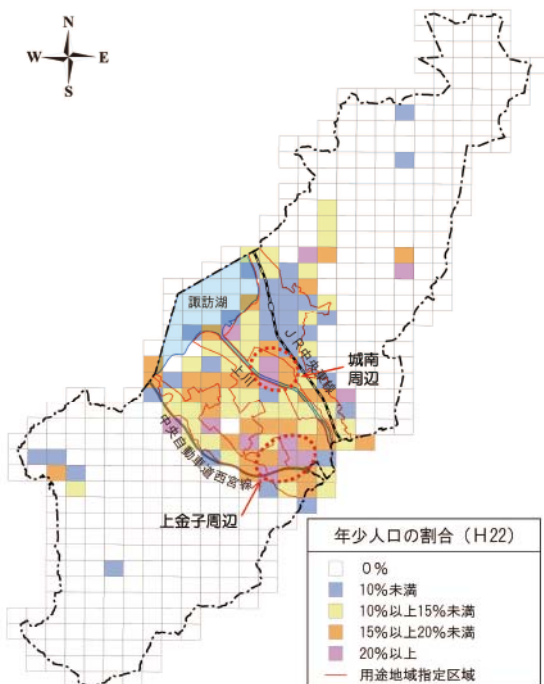 N
W E
S
諏訪湖
JR中央東線
城南
周辺
上川
中央自動車道西宮線
上金子周辺
年少人口の割合(H22)
0%
10%未満
10%以上15%未満
15%以上20%未満
20%以上
用途地域指定区域